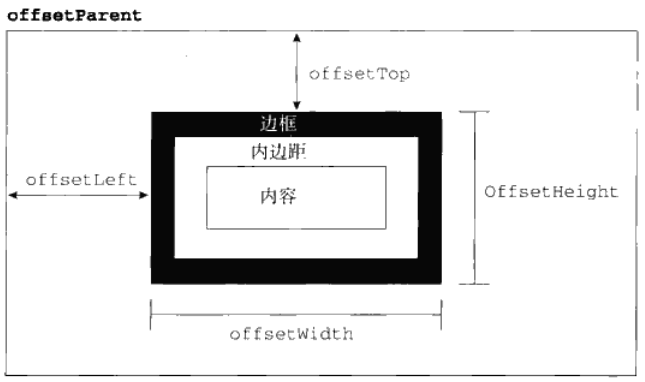 offsetParent
offsetTop
边框
内边距
offsetLeft
内容
OffsetHeight
offsetWidth